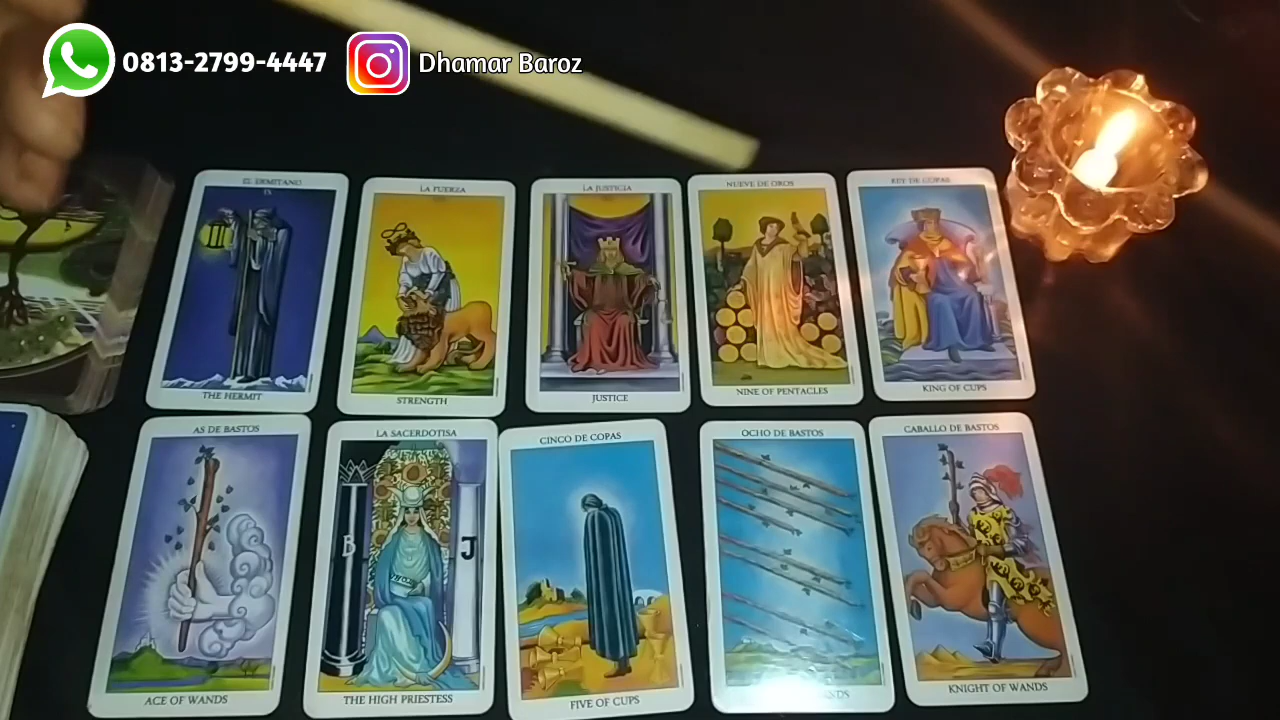 0813-2799-4447 Dhamar Baroz
EL ERMITAÑO
IX
LA FUERZA
LA JUSTICIA
NUEVE DE OROS
REY DE COPAS
THE HERMIT
STRENGTH
JUSTICE
NINE OF PENTACLES
KING OF CUPS
AS DE BASTOS
LA SACERDOTISA
CINCO DE COPAS
OCHO DE BASTOS
CABALLO DE BASTOS
B J
ACE OF WANDS
THE HIGH PRIESTESS
FIVE OF CUPS
KNIGHT OF WANDS